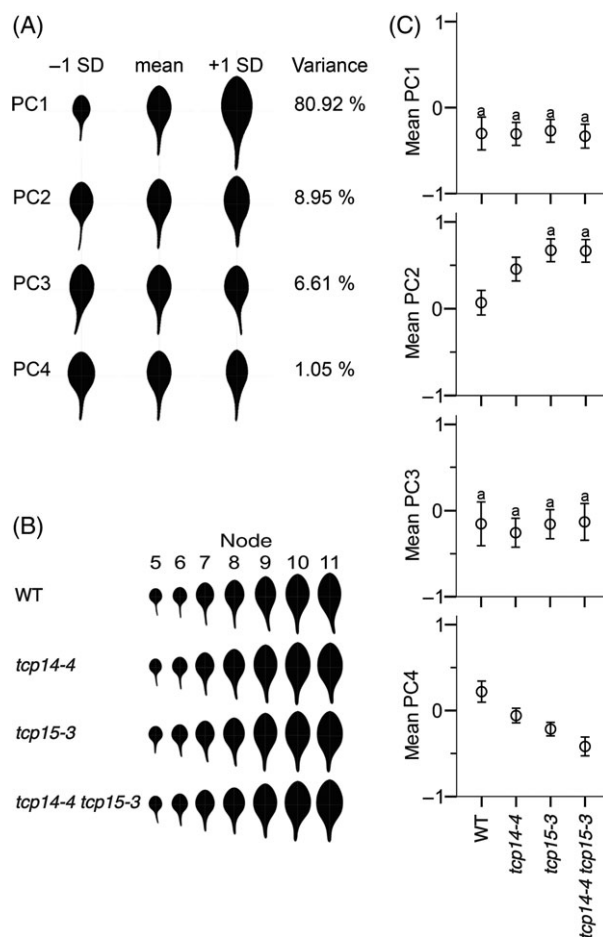 (A)
–1 SD mean +1 SD Variance
PC1 80.92 %
PC2 8.95 %
PC3 6.61 %
PC4 1.05 %
(B)
Node
5 6 7 8 9 10 11
WT
tcp14-4
tcp15-3
tcp14-4 tcp15-3
(C)
Mean PC1
1
0
–1
a a a a
Mean PC2
1
0
–1
a a
Mean PC3
1
0
–1
a a a a
Mean PC4
1
0
–1
WT
tcp14-4
tcp15-3
tcp14-4 tcp15-3